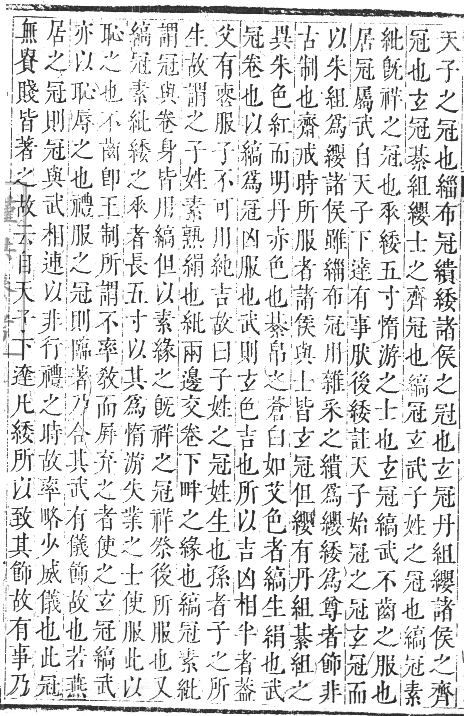 天子之冠也緇布冠繢緌諸侯之冠也玄冠丹組纓諸侯之齊
冠也玄冠綦組纓士之齊冠也縞冠玄武子姓之冠也縞冠素
紕旣祥之冠也垂緌五寸惰游之士也玄冠縞武不齒之服也
居冠屬武自天子下達有事肰後緌註天子始冠之冠玄冠而
以朱組爲纓諸侯雖緇布冠用雜采之繢爲纓緌爲尊者飾非
古制也齋戒時所服者諸侯與士皆玄冠但纓有丹組綦組之
異朱色紅而明丹亦色也綦帛之蒼白如艾色者縞生絹也武
冠卷也以縞爲冠凶服也武則玄色吉也所以吉凶相半者葢
父有喪服子不可用純吉故曰子姓之冠姓生也孫者子之所
生故謂之子姓素熟絹也紕兩邊交卷下畔之緣也縞冠素紕
謂冠與卷身皆用縞但以素緣之旣祥之冠祥祭後所服也又
縞冠素紕緌之垂者長五寸以其爲惰游失業之士使服此以
恥之也不齒卽王制所謂不率敎而屏弃之者使之玄冠縞武
亦以恥辱之也禮服之冠則臨著乃合其武有儀飾故也若燕
居之冠則冠與武相連以非行禮之時故率略少威儀也此冠
無貴賤皆著之故云自天子下達凡緌所以致其飾故有事乃